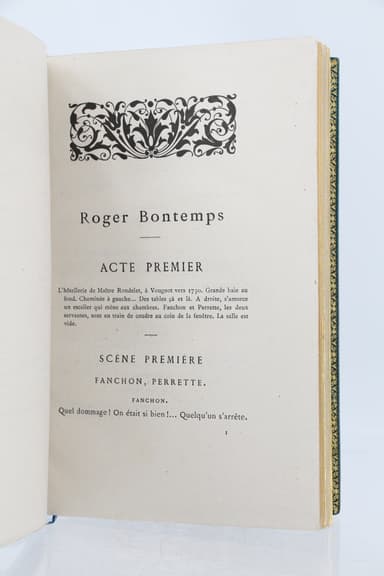 Roger Bontemps
ACTE PREMIER
L'hôtellerie de Maître Rondelet, à Vougeot vers 1730. Grande baie au
fond. Cheminée à gauche... Des tables çà et là. A droite, s'amorce
un escalier qui mène aux chambres. Fanchon et Perrette, les deux
servantes, sont en train de coudre au coin de la fenêtre. La salle est
vide.
SCÈNE PREMIÈRE
FANCHON, PERRETTE.
FANCHON.
Quel dommage ! On était si bien !... Quelqu'un s'arrête.
1